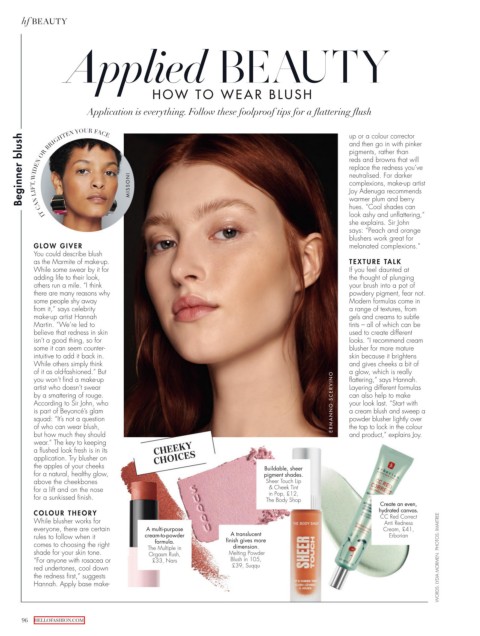 hf BEAUTY
Applied BEAUTY
HOW TO WEAR BLUSH
Application is everything. Follow these foolproof tips for a flattering flush
Beginner blush
IT CAN LIFT, WIDEN OR BRIGHTEN YOUR FACE
MISSONI
GLOW GIVER
You could describe blush
as the Marmite of make-up.
While some swear by it for
adding life to their look,
others run a mile. "I think
there are many reasons why
some people shy away
from it," says celebrity
make-up artist Hannah
Martin. "We're led to
believe that redness in skin
isn't a good thing, so for
some it can seem counter-
intuitive to add it back in.
While others simply think
of it as old-fashioned." But
you won't find a make-up
artist who doesn't swear
by a smattering of rouge.
According to Sir John, who
is part of Beyoncé's glam
squad: "It's not a question
of who can wear blush,
but how much they should
wear." The key to keeping
a flushed look fresh is in its
application. Try blusher on
the apples of your cheeks
for a natural, healthy glow,
above the cheekbones
for a lift and on the nose
for a sunkissed finish.
COLOUR THEORY
While blusher works for
everyone, there are certain
rules to follow when it
comes to choosing the right
shade for your skin tone.
"For anyone with rosacea or
red undertones, cool down
the redness first," suggests
Hannah. Apply base make-
ERMANNO SCERVINO
up or a colour corrector
and then go in with pinker
pigments, rather than
reds and browns that will
replace the redness you've
neutralised. For darker
complexions, make-up artist
Joy Adenuga recommends
warmer plum and berry
hues. "Cool shades can
look ashy and unflattering,"
she explains. Sir John
says: "Peach and orange
blushers work great for
melanated complexions."
TEXTURE TALK
If you feel daunted at
the thought of plunging
your brush into a pot of
powdery pigment, fear not.
Modern formulas come in
a range of textures, from
gels and creams to subtle
tints – all of which can be
used to create different
looks. "I recommend cream
blusher for more mature
skin because it brightens
and gives cheeks a bit of
a glow, which is really
flattering," says Hannah.
Layering different formulas
can also help to make
your look last. "Start with
a cream blush and sweep a
powder blusher lightly over
the top to lock in the colour
and product," explains Joy.
CHEEKY
CHOICES
A multi-purpose
cream-to-powder
formula.
The Multiple in
Orgasm Rush,
£33, Nars
A translucent
finish gives more
dimension.
Melting Powder
Blush in 105,
£39, Suqqu
Buildable, sheer
pigment shades.
Sheer Touch Lip
& Cheek Tint
in Pop, £12,
The Body Shop
THE BODY SHOP
SHEER
TOUCH
Create an even,
hydrated canvas.
CC Red Correct
Anti Redness
Cream, £41,
Erborian
96
HELLOFASHION.COM